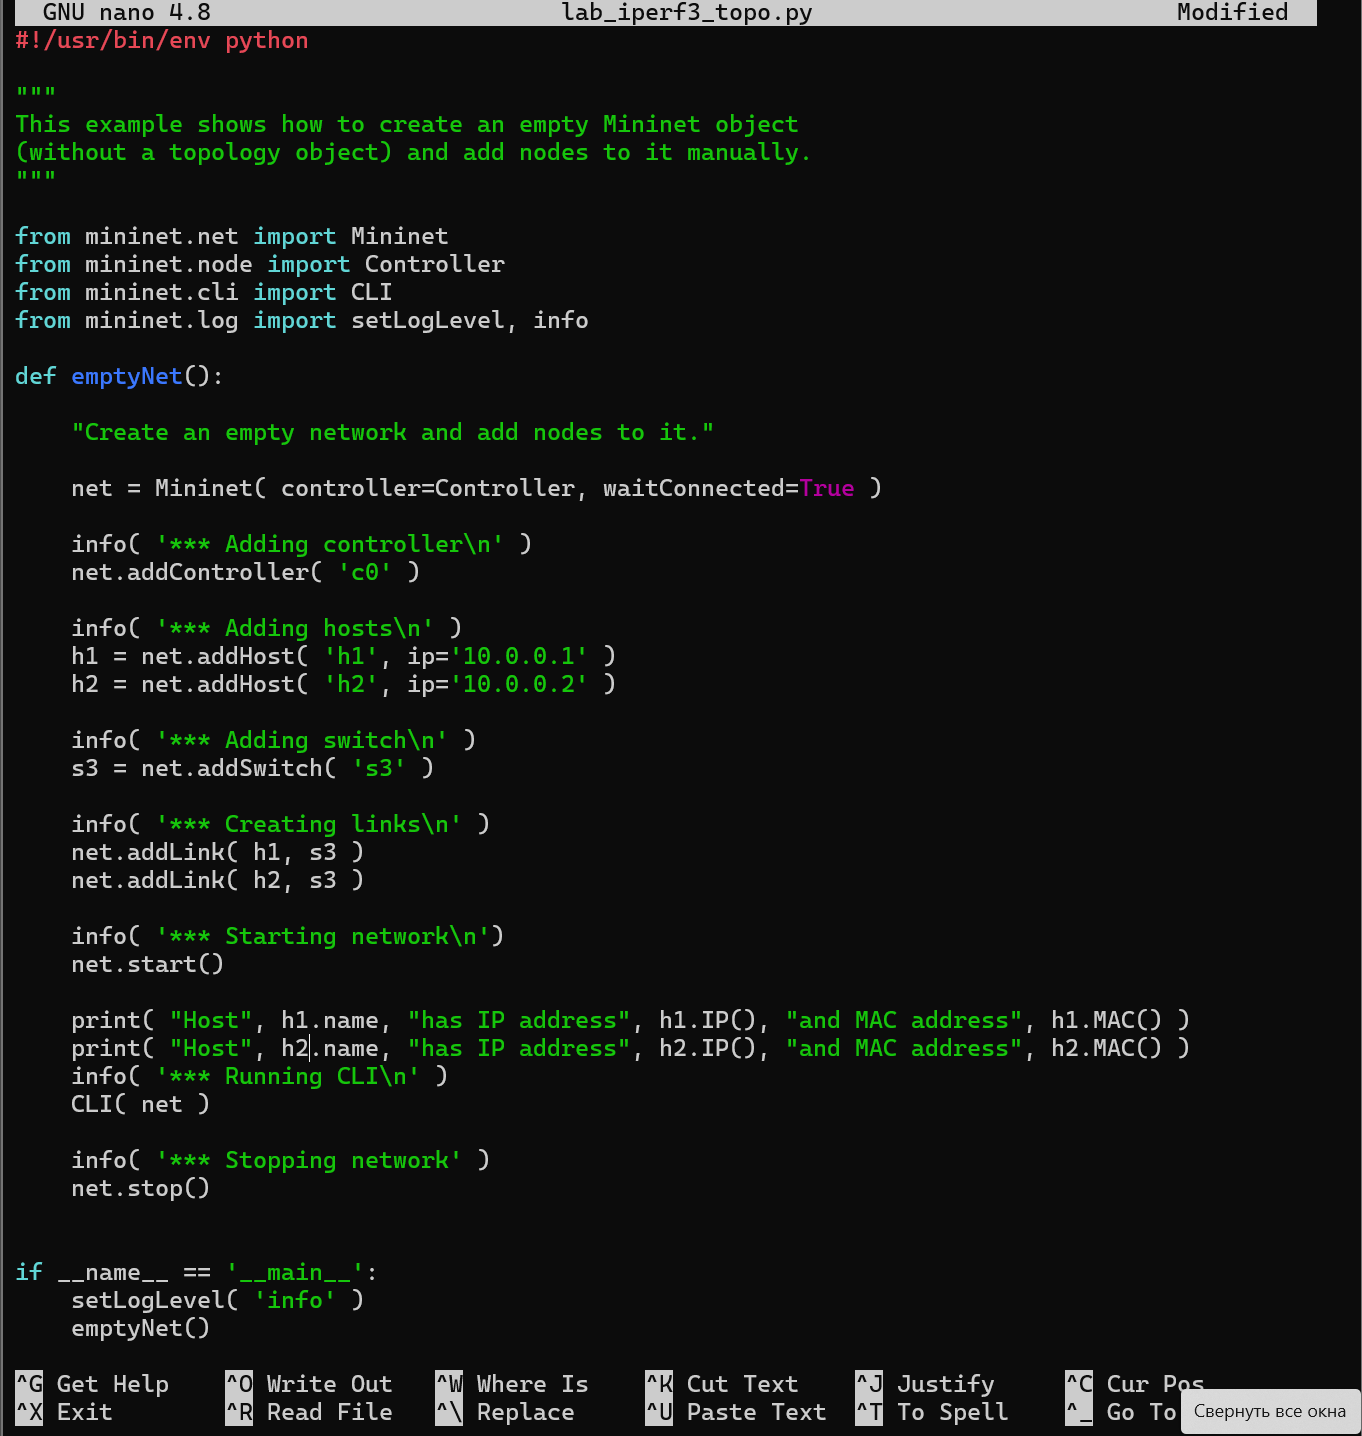 GNU nano 4.8 lab_iperf3_topo.py Modified
#!/usr/bin/env python
"""
This example shows how to create an empty Mininet object
(without a topology object) and add nodes to it manually.
"""
from mininet.net import Mininet
from mininet.node import Controller
from mininet.cli import CLI
from mininet.log import setLogLevel, info
def emptyNet():
    "Create an empty network and add nodes to it."
    net = Mininet( controller=Controller, waitConnected=True )
    info( '*** Adding controller\n' )
    net.addController( 'c0' )
    info( '*** Adding hosts\n' )
    h1 = net.addHost( 'h1', ip='10.0.0.1' )
    h2 = net.addHost( 'h2', ip='10.0.0.2' )
    info( '*** Adding switch\n' )
    s3 = net.addSwitch( 's3' )
    info( '*** Creating links\n' )
    net.addLink( h1, s3 )
    net.addLink( h2, s3 )
    info( '*** Starting network\n')
    net.start()
    print( "Host", h1.name, "has IP address", h1.IP(), "and MAC address", h1.MAC() )
    print( "Host", h2.name, "has IP address", h2.IP(), "and MAC address", h2.MAC() )
    info( '*** Running CLI\n' )
    CLI( net )
    info( '*** Stopping network' )
    net.stop()
if __name__ == '__main__':
    setLogLevel( 'info' )
    emptyNet()
^G Get Help ^O Write Out ^W Where Is ^K Cut Text ^J Justify ^C Cur Pos
^X Exit ^R Read File ^\ Replace ^U Paste Text ^T To Spell ^_ Go To
Свернуть все окна